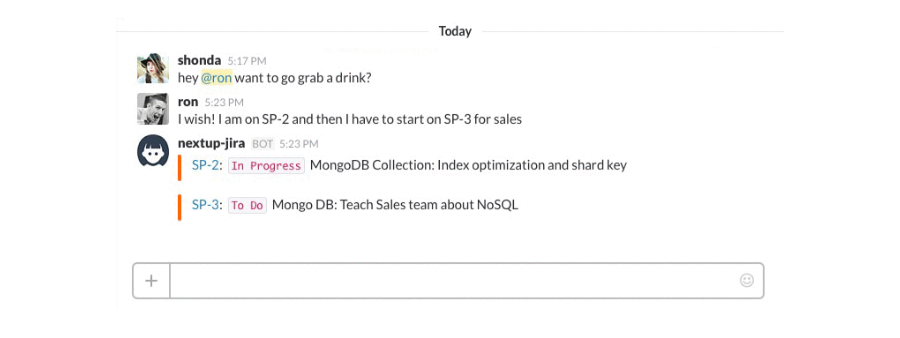 Today
shonda 5:17 PM
hey @ron want to go grab a drink?
ron 5:23 PM
I wish! I am on SP-2 and then I have to start on SP-3 for sales
nextup-jira BOT 5:23 PM
SP-2: In Progress MongoDB Collection: Index optimization and shard key
SP-3: To Do Mongo DB: Teach Sales team about NoSQL